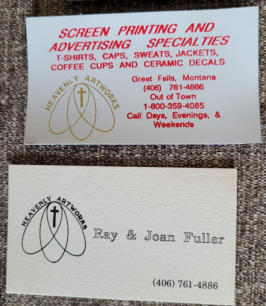 SCREEN PRINTING AND
ADVERTISING SPECIALTIES
T-SHIRTS, CAPS, SWEATS, JACKETS,
COFFEE CUPS AND CERAMIC DECALS
HEAVENLY ARTWORKS
Great Falls, Montana
(406) 761-4886
Out of Town
1-800-359-4085
Call Days, Evenings, &
Weekends
HEAVENLY ARTWORKS
Ray & Joan Fuller
(406) 761-4886